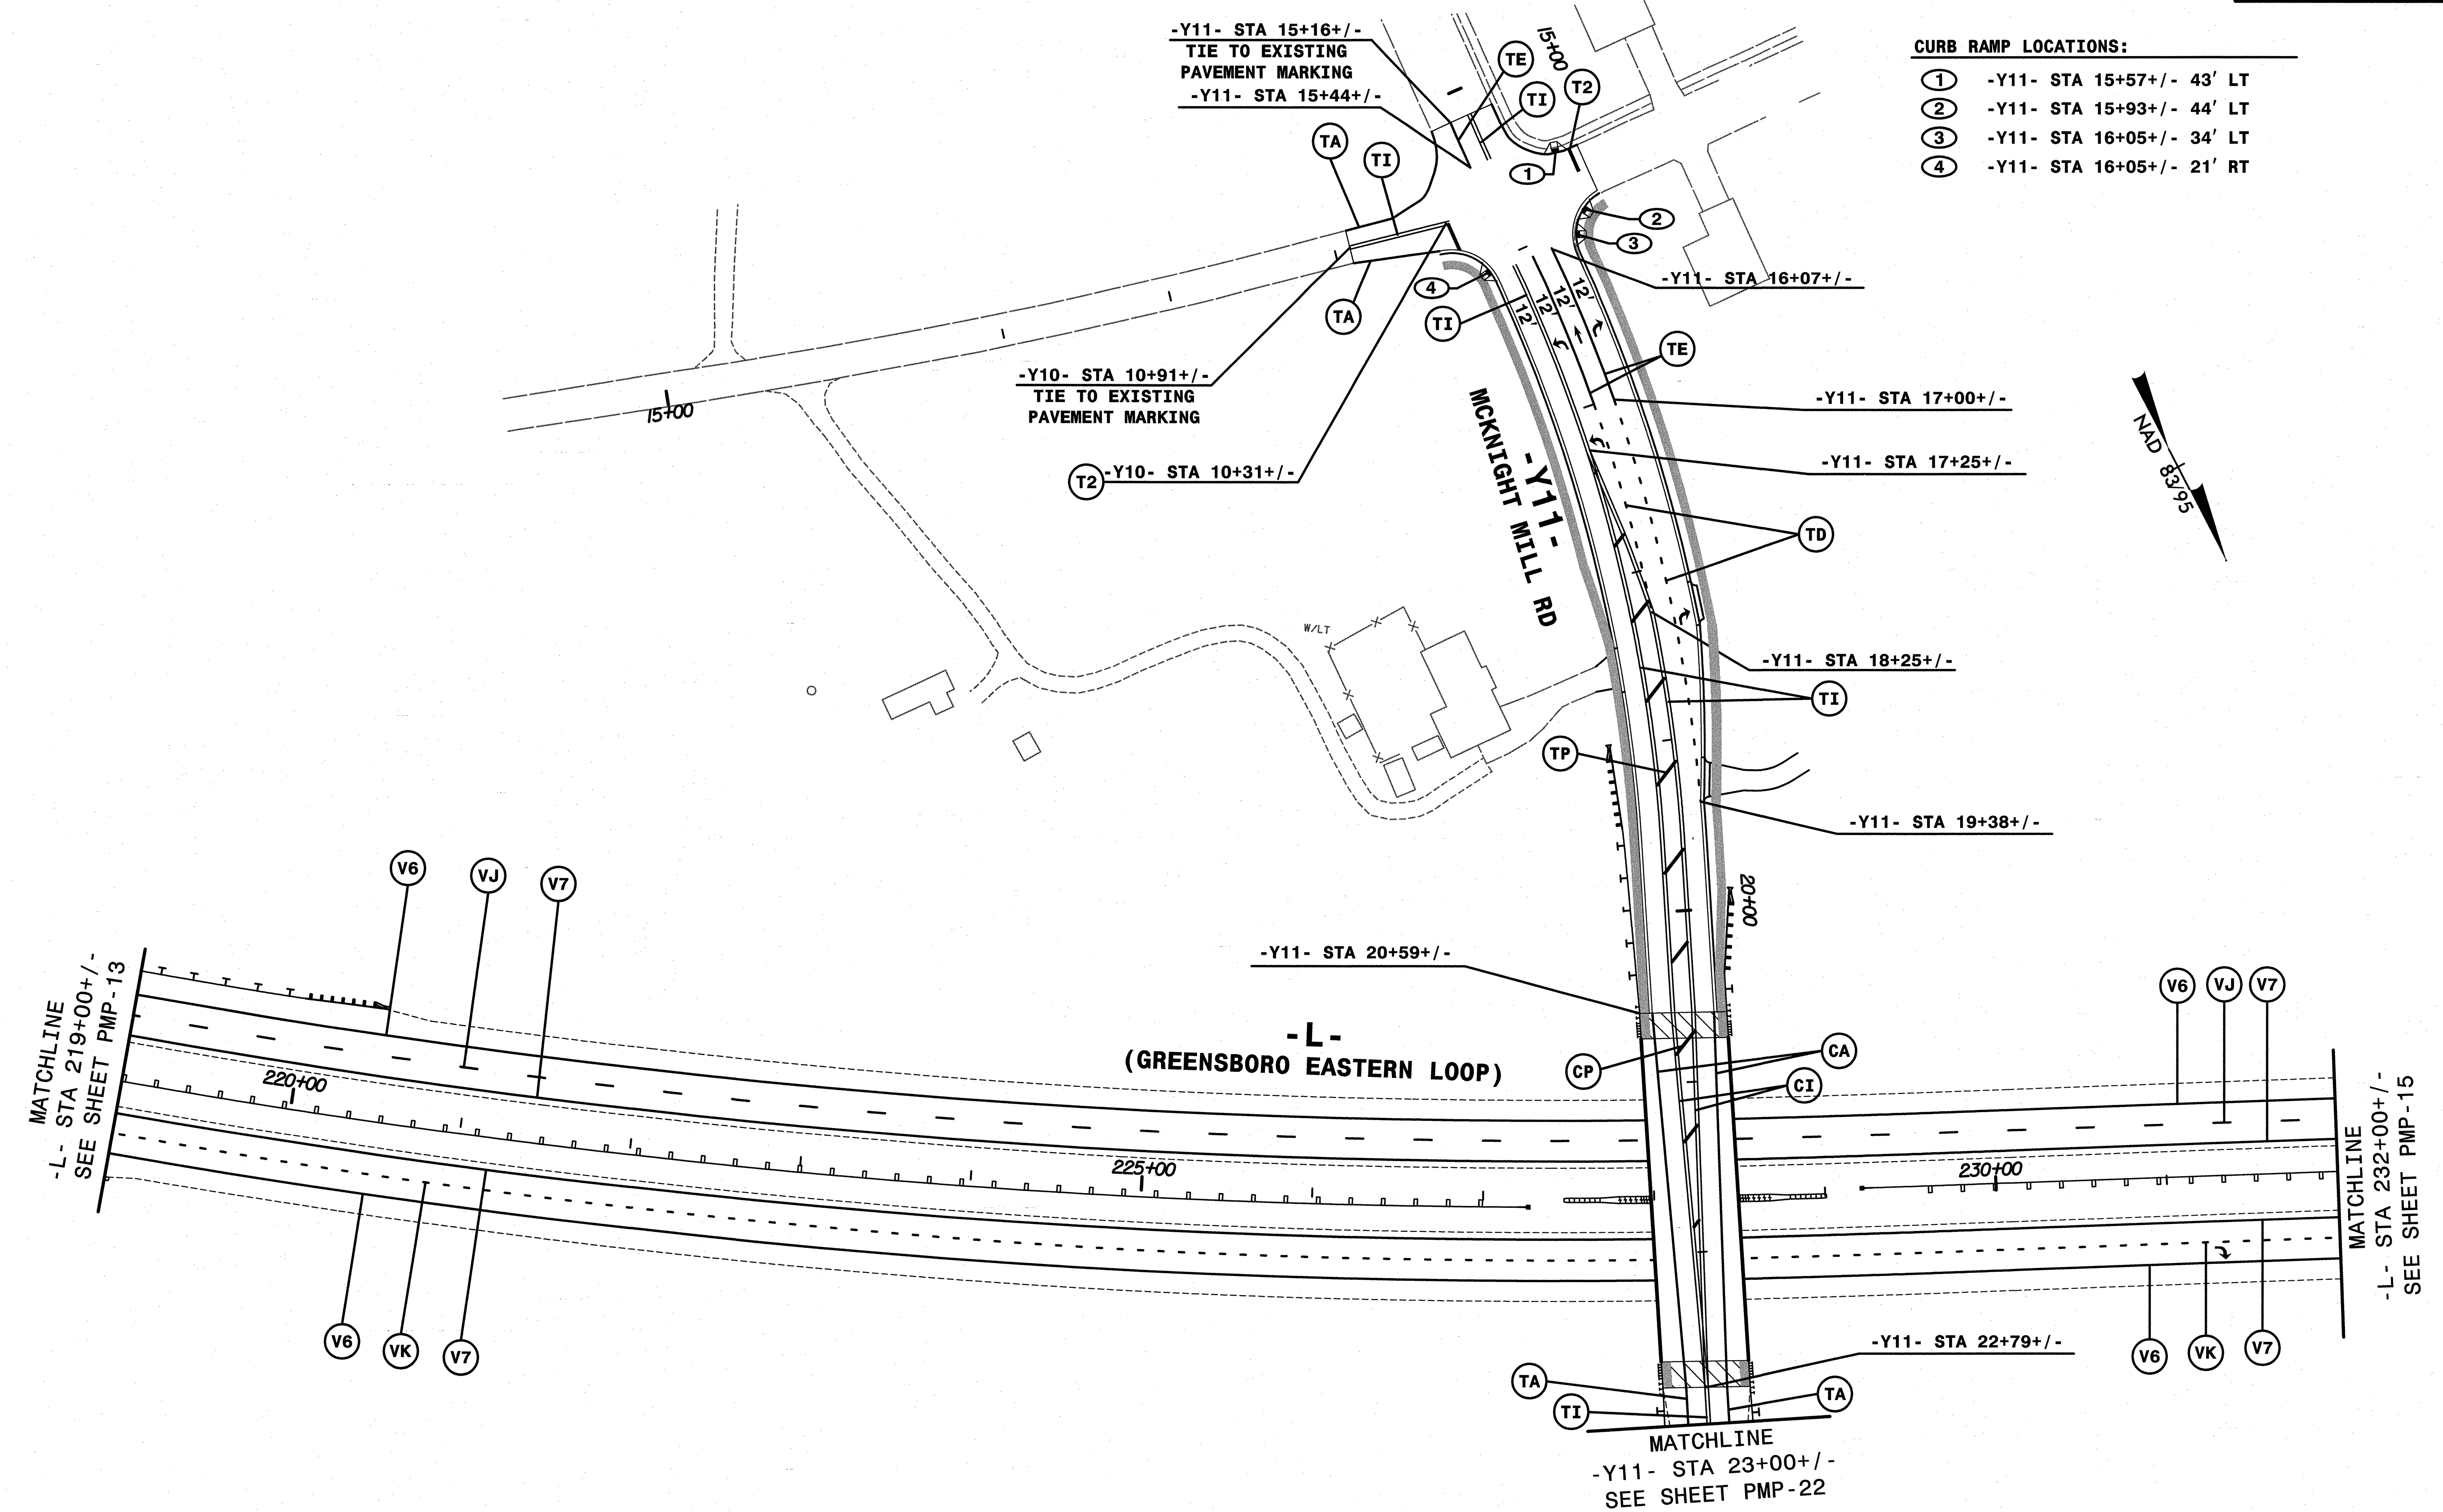 -Y11- STA 15+16+/-
TIE TO EXISTING
PAVEMENT MARKING
-Y11- STA 15+44+/-
TE
15+00
TI
T2
TA
TI
1
2
3
4
TA
TI
CURB RAMP LOCATIONS:
1 -Y11- STA 15+57+/- 43' LT
2 -Y11- STA 15+93+/- 44' LT
3 -Y11- STA 16+05+/- 34' LT
4 -Y11- STA 16+05+/- 21' RT
-Y11- STA 16+07+/-
12'
12'
12'
12'
TE
-Y10- STA 10+91+/-
TIE TO EXISTING
PAVEMENT MARKING
15+00
T2
-Y10- STA 10+31+/-
-Y11- STA 17+00+/-
-Y11- STA 17+25+/-
NAD 83/95
-Y11-
MCKNIGHT MILL RD
TD
W/LT
-Y11- STA 18+25+/-
TI
TP
-Y11- STA 19+38+/-
20+00
V6
VJ
V7
-Y11- STA 20+59+/-
MATCHLINE
-L- STA 219+00+/-
SEE SHEET PMP-13
220+00
-L-
(GREENSBORO EASTERN LOOP)
CP
CA
CI
V6
VJ
V7
225+00
230+00
MATCHLINE
-L- STA 232+00+/-
SEE SHEET PMP-15
V6
VK
V7
-Y11- STA 22+79+/-
V6
VK
V7
TA
TI
TA
MATCHLINE
-Y11- STA 23+00+/-
SEE SHEET PMP-22